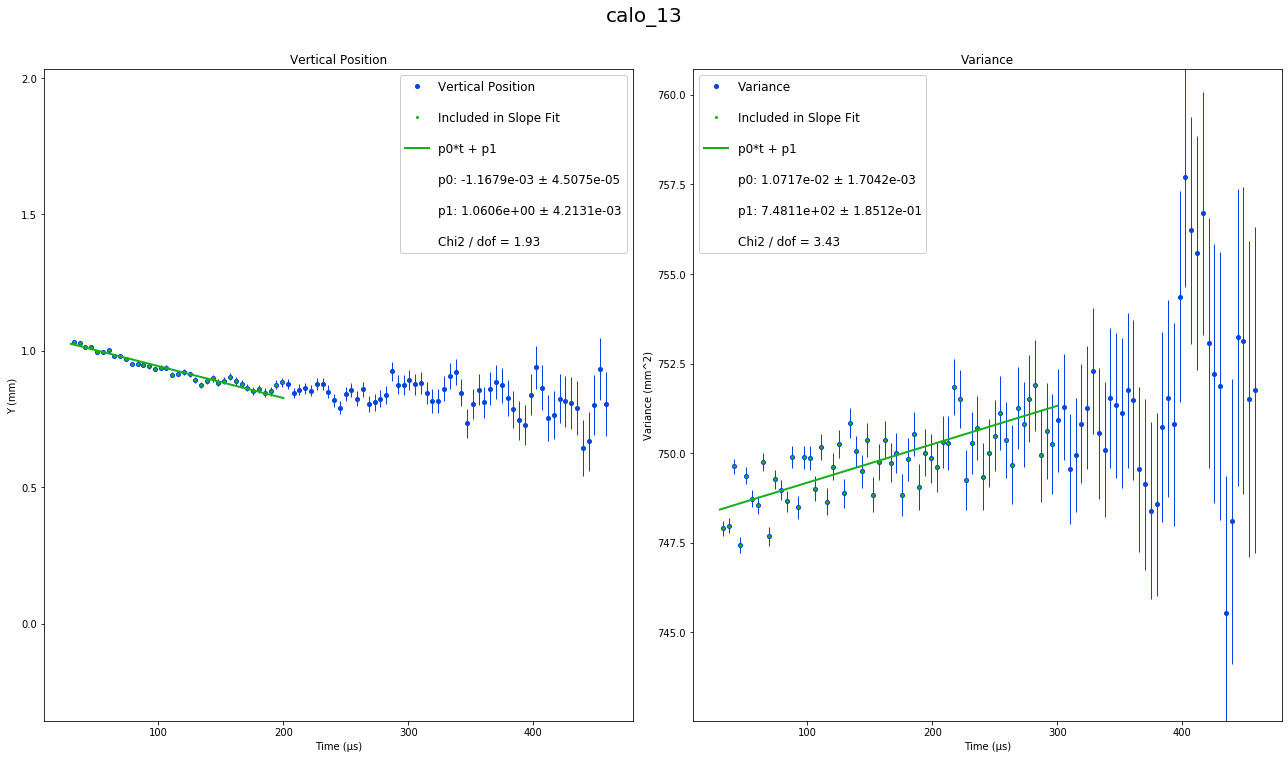 calo_13
Vertical Position
Vertical Position
Included in Slope Fit
p0*t + p1
p0: -1.1679e-03 ± 4.5075e-05
p1: 1.0606e+00 ± 4.2131e-03
Chi2 / dof = 1.93
2.0
1.5
1.0
0.5
0.0
Y (mm)
100
200
300
400
Time (μs)
Variance
Variance
Included in Slope Fit
p0*t + p1
p0: 1.0717e-02 ± 1.7042e-03
p1: 7.4811e+02 ± 1.8512e-01
Chi2 / dof = 3.43
760.0
757.5
755.0
752.5
750.0
747.5
745.0
Variance (mm^2)
100
200
300
400
Time (μs)